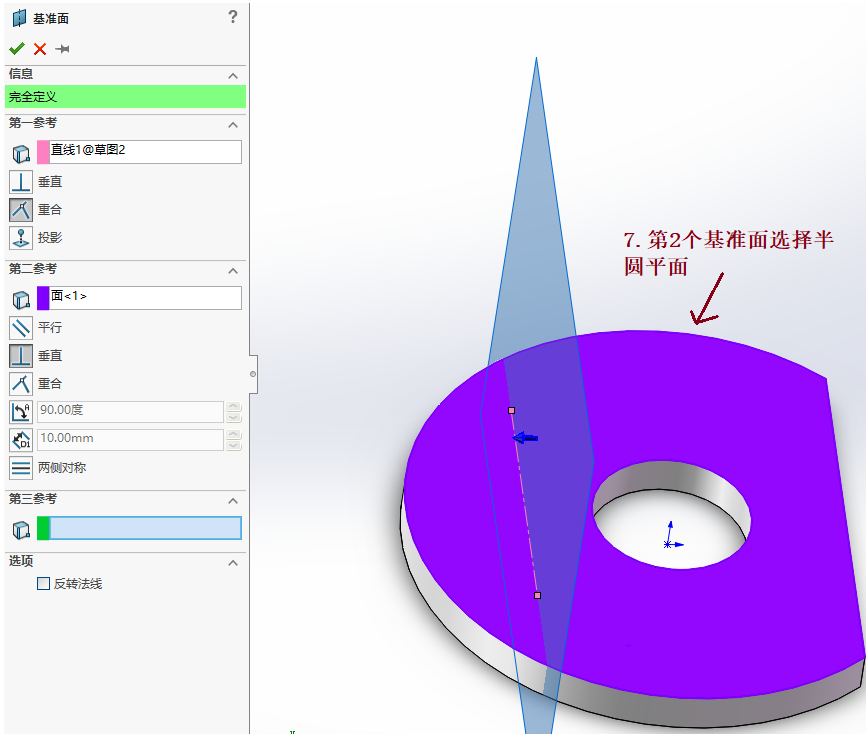 基准面
?
信息
完全定义
第一参考
直线1@草图2
垂直
重合
投影
第二参考
面<1>
平行
垂直
重合
90.00度
10.00mm
两侧对称
第三参考
选项
反转法线
7. 第2个基准面选择半
圆平面